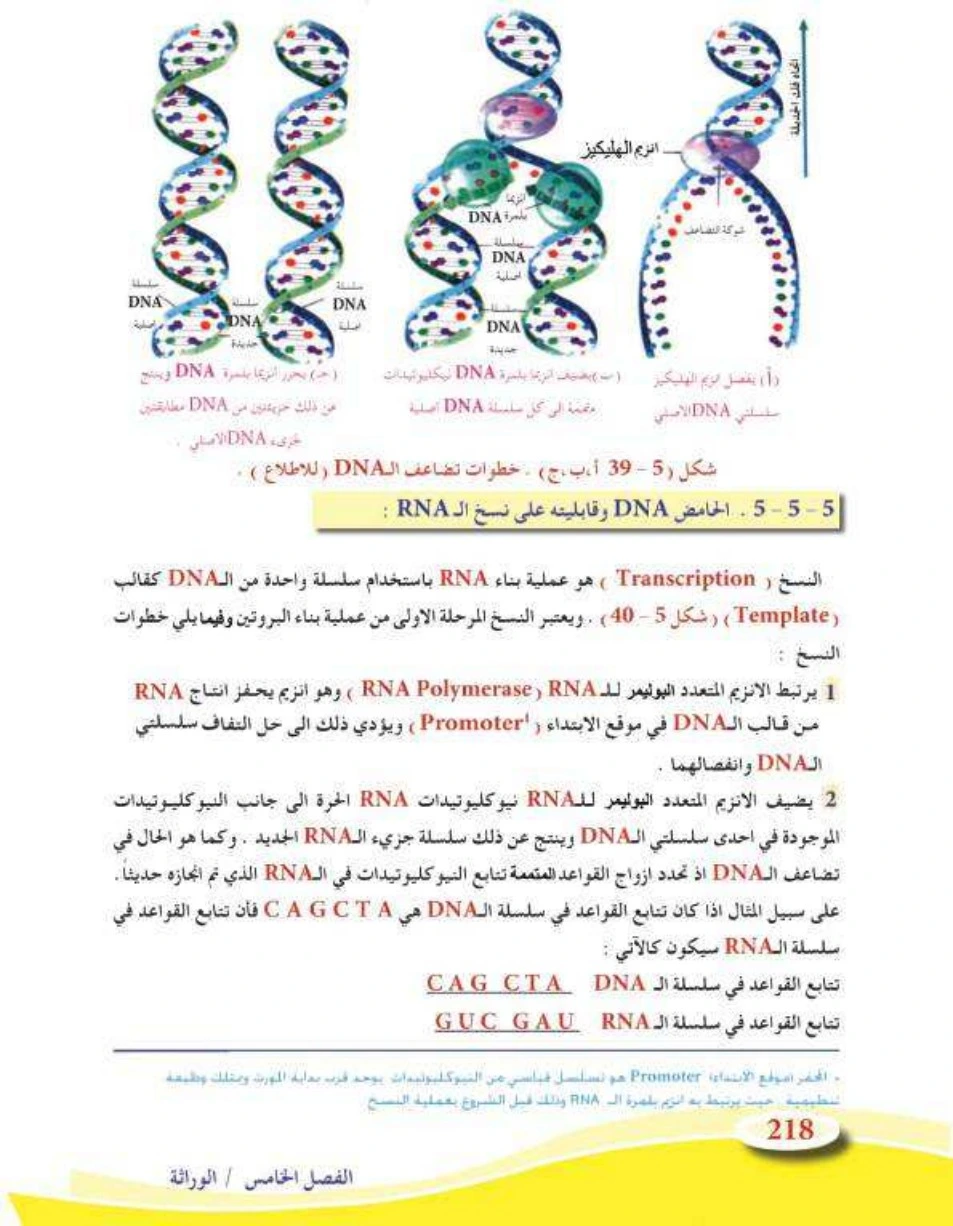 اتجاه فك الجديلة
انزيم الهليكيز
شوكة التضاعف
انزيما
بلمرة DNA
سلسلة
DNA
اصلية
سلسلة
DNA
جديدة
سلسلة
DNA
اصلية
سلسلة
DNA
جديدة
سلسلة
DNA
اصلية
(أ) يفصل انزيم الهليكيز
سلسلتي DNA الاصلي
(ب) يضيف انزيما بلمرة DNA نيكليوتيدات
متممة الى كل سلسلة DNA اصلية
(جـ) يحرر أنزيما بلمرة DNA وينتج
عن ذلك جزيئتين من DNA مطابقتين
لجزيء DNA الاصلي .
شكل (5 - 39 أ،ب،ج) . خطوات تضاعف الـDNA (للاطلاع) .
5 - 5 - 5 . الحامض DNA وقابليته على نسخ الـ RNA :
النسخ ( Transcription ) هو عملية بناء RNA باستخدام سلسلة واحدة من الـDNA كقالب
(Template) (شكل 5 - 40) . ويعتبر النسخ المرحلة الاولى من عملية بناء البروتين وفيما يلي خطوات
النسخ :
1 يرتبط الانزيم المتعدد البوليمر للـ RNA (RNA Polymerase) وهو انزيم يحفز انتاج RNA
من قالب الـDNA في موقع الابتداء (Promoter¹) ويؤدي ذلك الى حل التفاف سلسلتي
الـDNA وانفصالهما .
2 يضيف الانزيم المتعدد البوليمر للـRNA نيوكليوتيدات RNA الحرة الى جانب النيوكليوتيدات
الموجودة في احدى سلسلتي الـDNA وينتج عن ذلك سلسلة جزيء الـRNA الجديد . وكما هو الحال في
تضاعف الـDNA اذ تحدد ازواج القواعد المتممة تتابع النيوكليوتيدات في الـRNA الذي تم انجازه حديثاً.
على سبيل المثال اذا كان تتابع القواعد في سلسلة الـDNA هي C A G C T A فأن تتابع القواعد في
سلسلة الـRNA سيكون كالآتي :
تتابع القواعد في سلسلة الـ DNA CAG CTA
تتابع القواعد في سلسلة الـ RNA GUC GAU
• المحفز (موقع الابتداء) Promoter هو تسلسل قياسي من النيوكليوتيدات يوجد قرب بداية المورث ويمتلك وظيفة
تنظيمية . حيث يرتبط به انزيم بلمرة الـ RNA وذلك قبل الشروع بعملية النسخ
218
الفصل الخامس / الوراثة